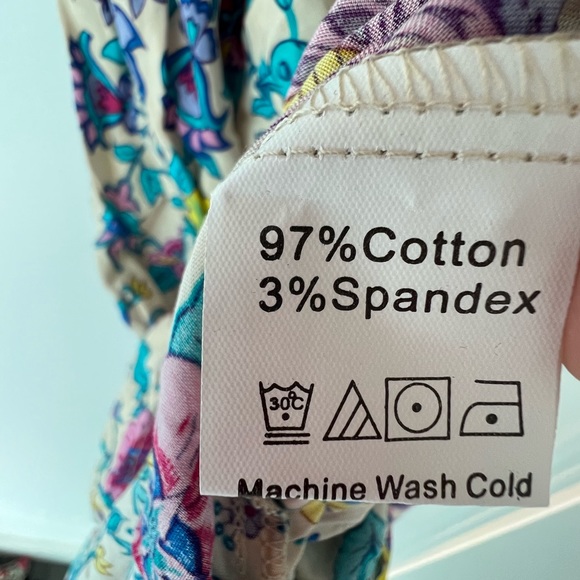 97%Cotton
3%Spandex
30℃
Machine Wash Cold